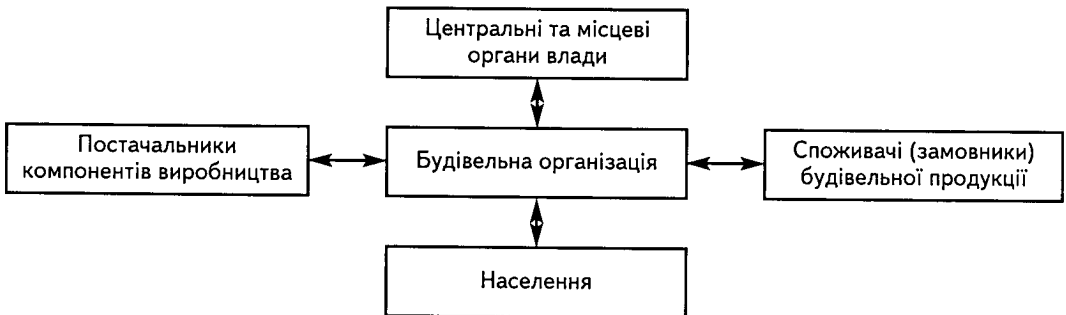 Центральні та місцеві
органи влади
Постачальники
компонентів виробництва
Будівельна організація
Споживачі (замовники)
будівельної продукції
Населення